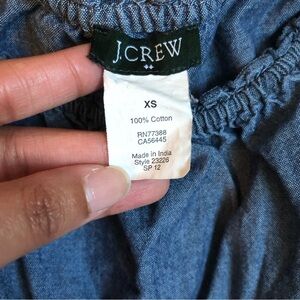 J.CREW
XS
100% Cotton
RN77388
CA56445
Made in India
Style 23226
SP 12